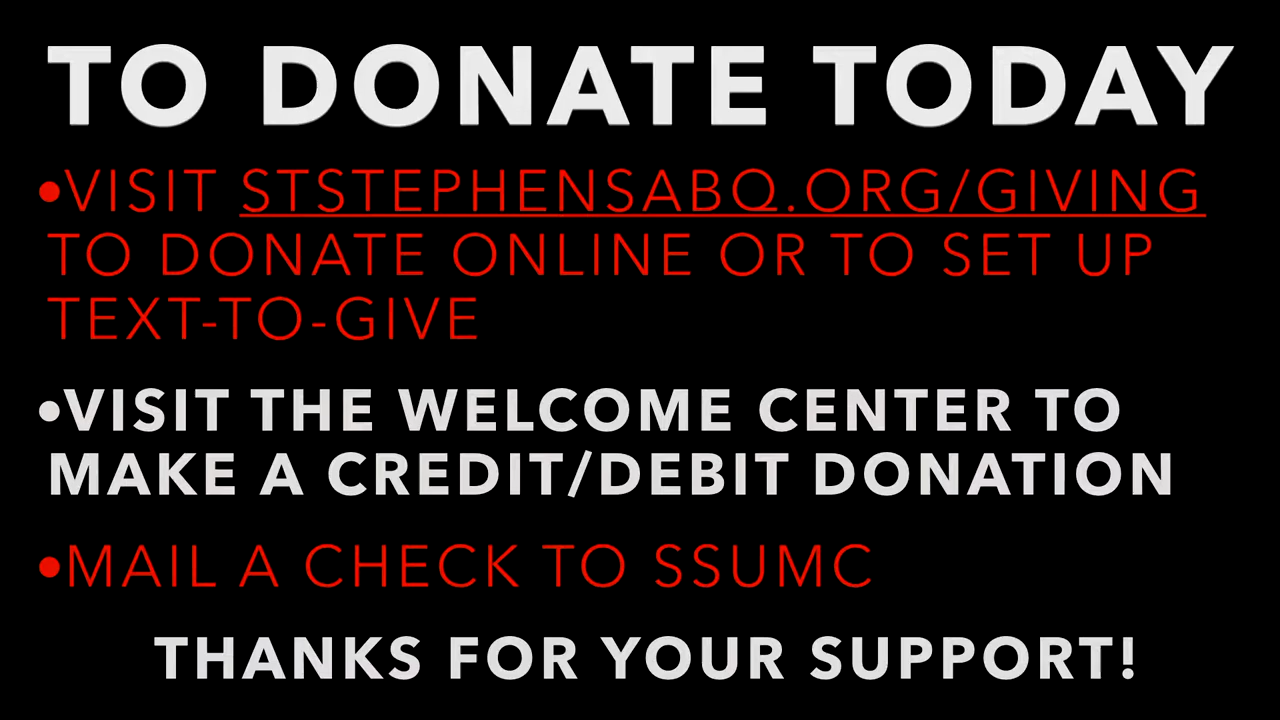 TO DONATE TODAY
•VISIT STSTEPHENSABQ.ORG/GIVING
TO DONATE ONLINE OR TO SET UP
TEXT-TO-GIVE
•VISIT THE WELCOME CENTER TO
MAKE A CREDIT/DEBIT DONATION
•MAIL A CHECK TO SSUMC
THANKS FOR YOUR SUPPORT!